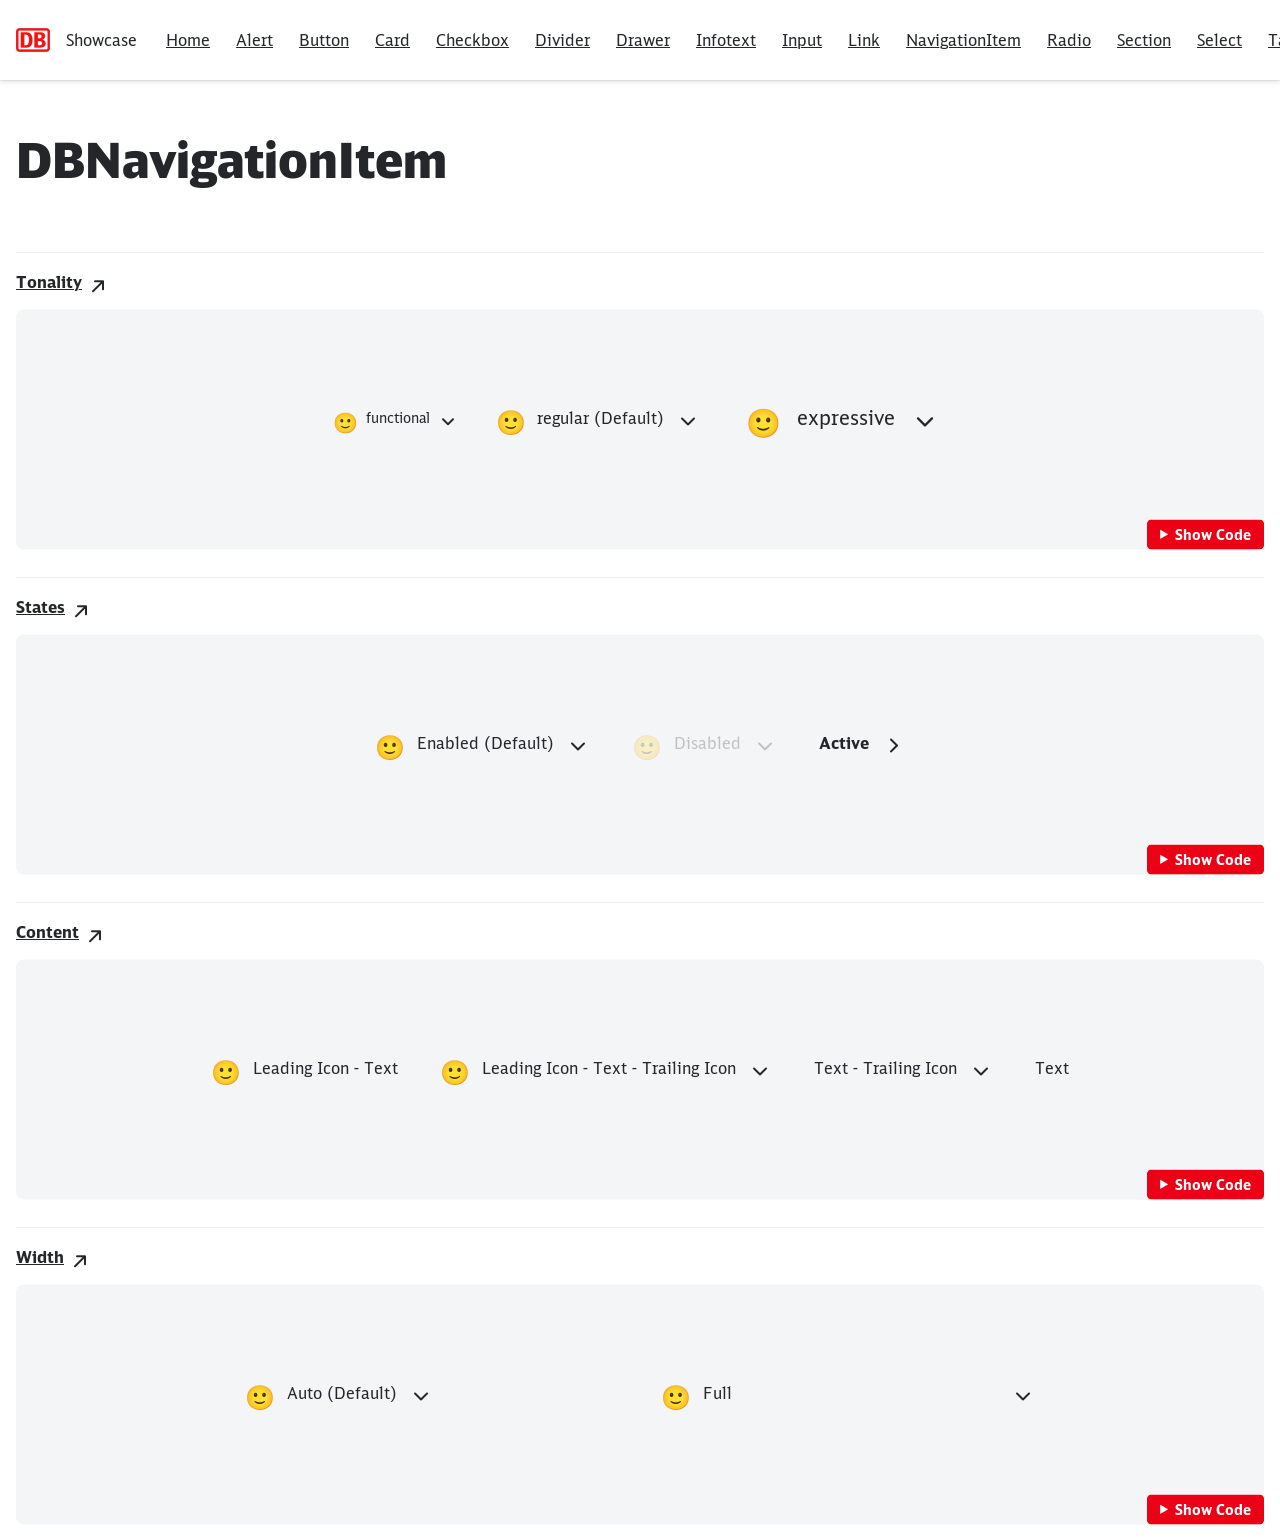 DB Showcase Home Alert Button Card Checkbox Divider Drawer Infotext Input Link NavigationItem Radio Section Select
DBNavigationItem
Tonality
functional regular (Default) expressive
Show Code
States
Enabled (Default) Disabled Active
Show Code
Content
Leading Icon - Text Leading Icon - Text - Trailing Icon Text - Trailing Icon Text
Show Code
Width
Auto (Default) Full
Show Code